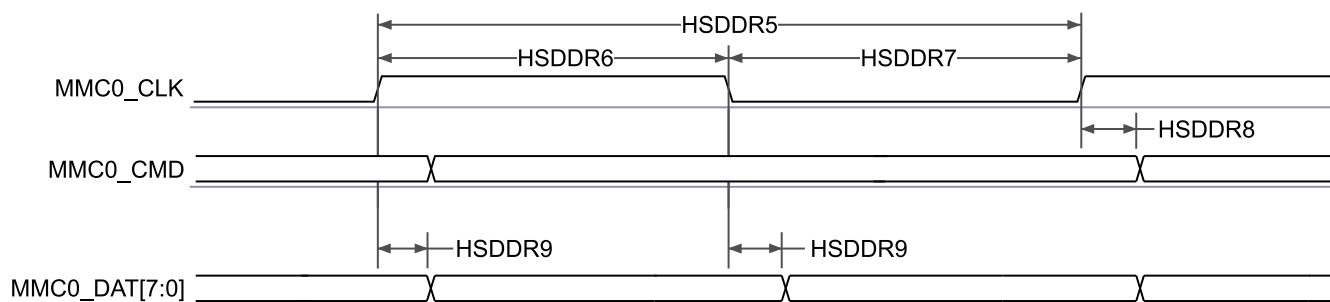 HSDDR5
HSDDR6
HSDDR7
MMC0_CLK
HSDDR8
MMC0_CMD
HSDDR9
HSDDR9
MMC0_DAT[7:0]